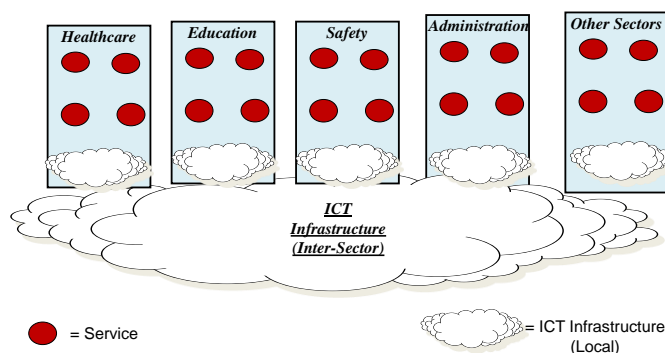 Healthcare
Education
Safety
Administration
Other Sectors
ICT
Infrastructure
(Inter-Sector)
= Service
= ICT Infrastructure
(Local)